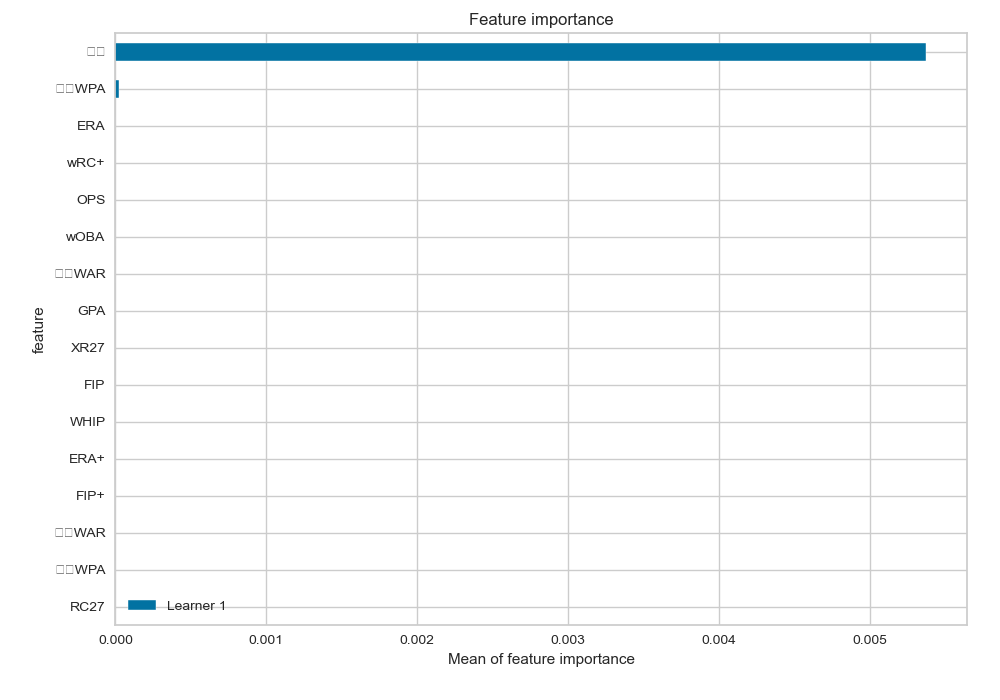 Feature importance
□□
□□WPA
ERA
wRC+
OPS
wOBA
□□WAR
GPA
XR27
FIP
WHIP
ERA+
FIP+
□□WAR
□□WPA
RC27
feature
Learner 1
0.000 0.001 0.002 0.003 0.004 0.005
Mean of feature importance